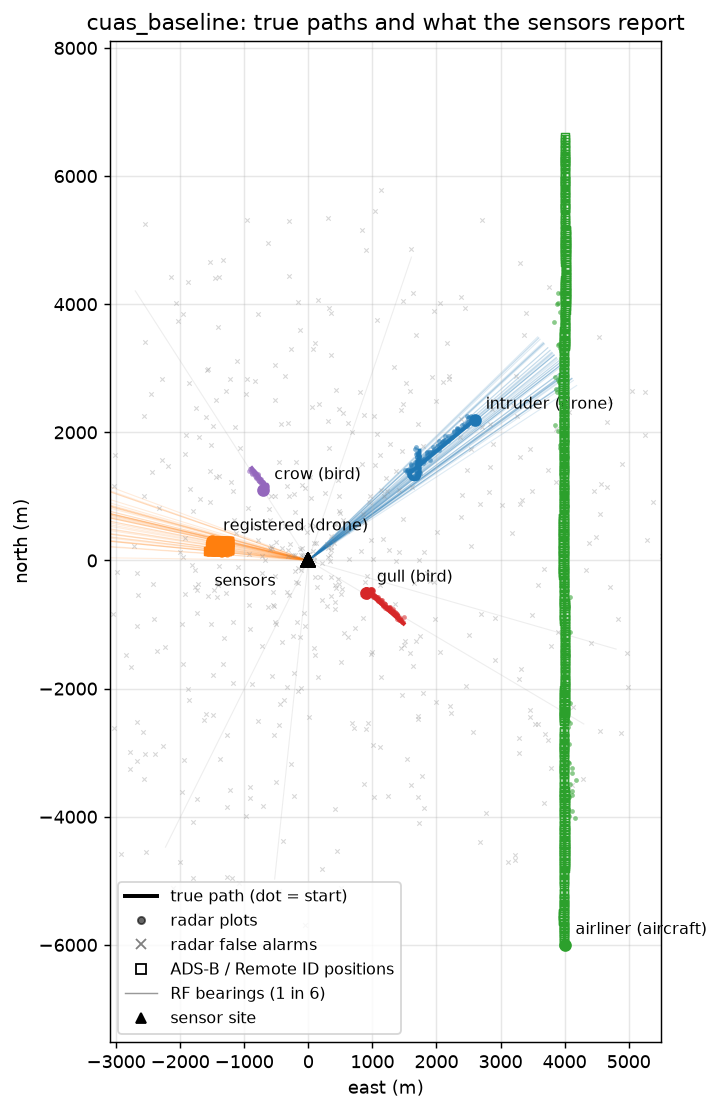 cuas_baseline: true paths and what the sensors report
8000
6000
4000
2000
0
−2000
−4000
−6000
north (m)
intruder (drone)
crow (bird)
registered (drone)
gull (bird)
sensors
airliner (aircraft)
true path (dot = start)
radar plots
radar false alarms
ADS-B / Remote ID positions
RF bearings (1 in 6)
sensor site
−3000 −2000 −1000 0 1000 2000 3000 4000 5000
east (m)